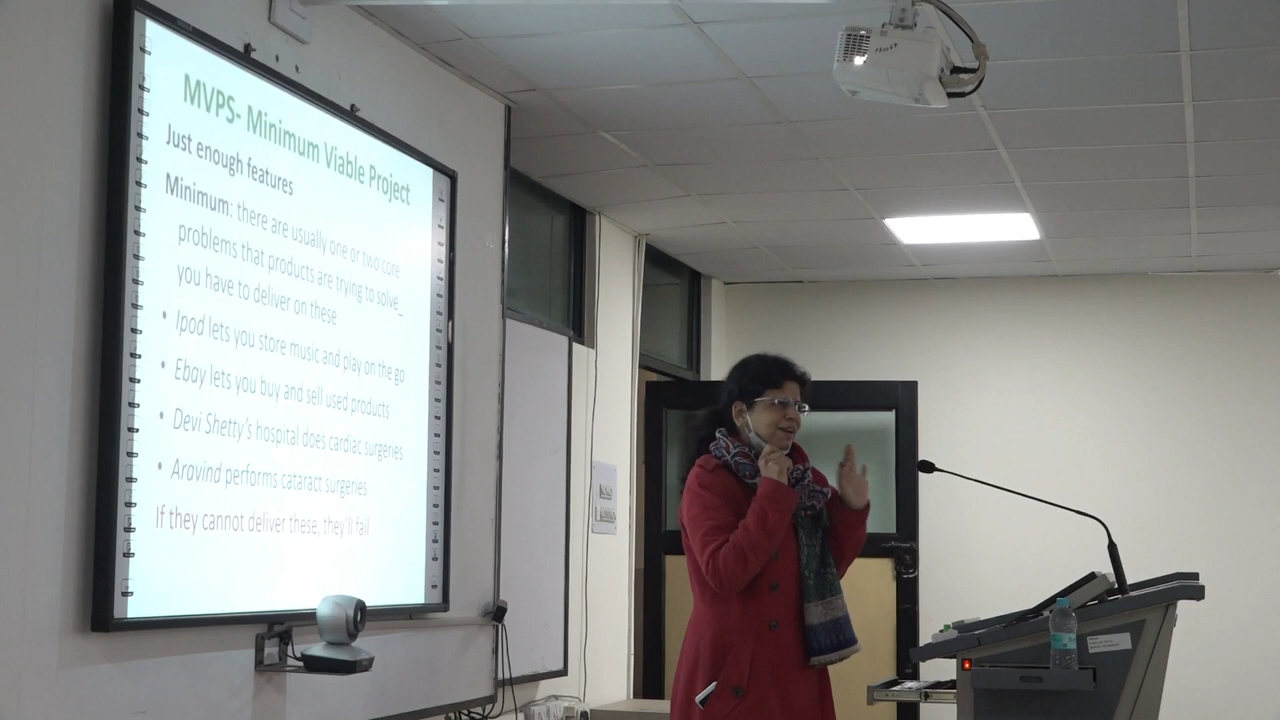 MVPS- Minimum Viable Project
Just enough features
Minimum: there are usually one or two core
problems that products are trying to solve_
you have to deliver on these
• Ipod lets you store music and play on the go
• Ebay lets you buy and sell used products
• Devi Shetty's hospital does cardiac surgeries
• Aravind performs cataract surgeries
If they cannot deliver these, they'll fail